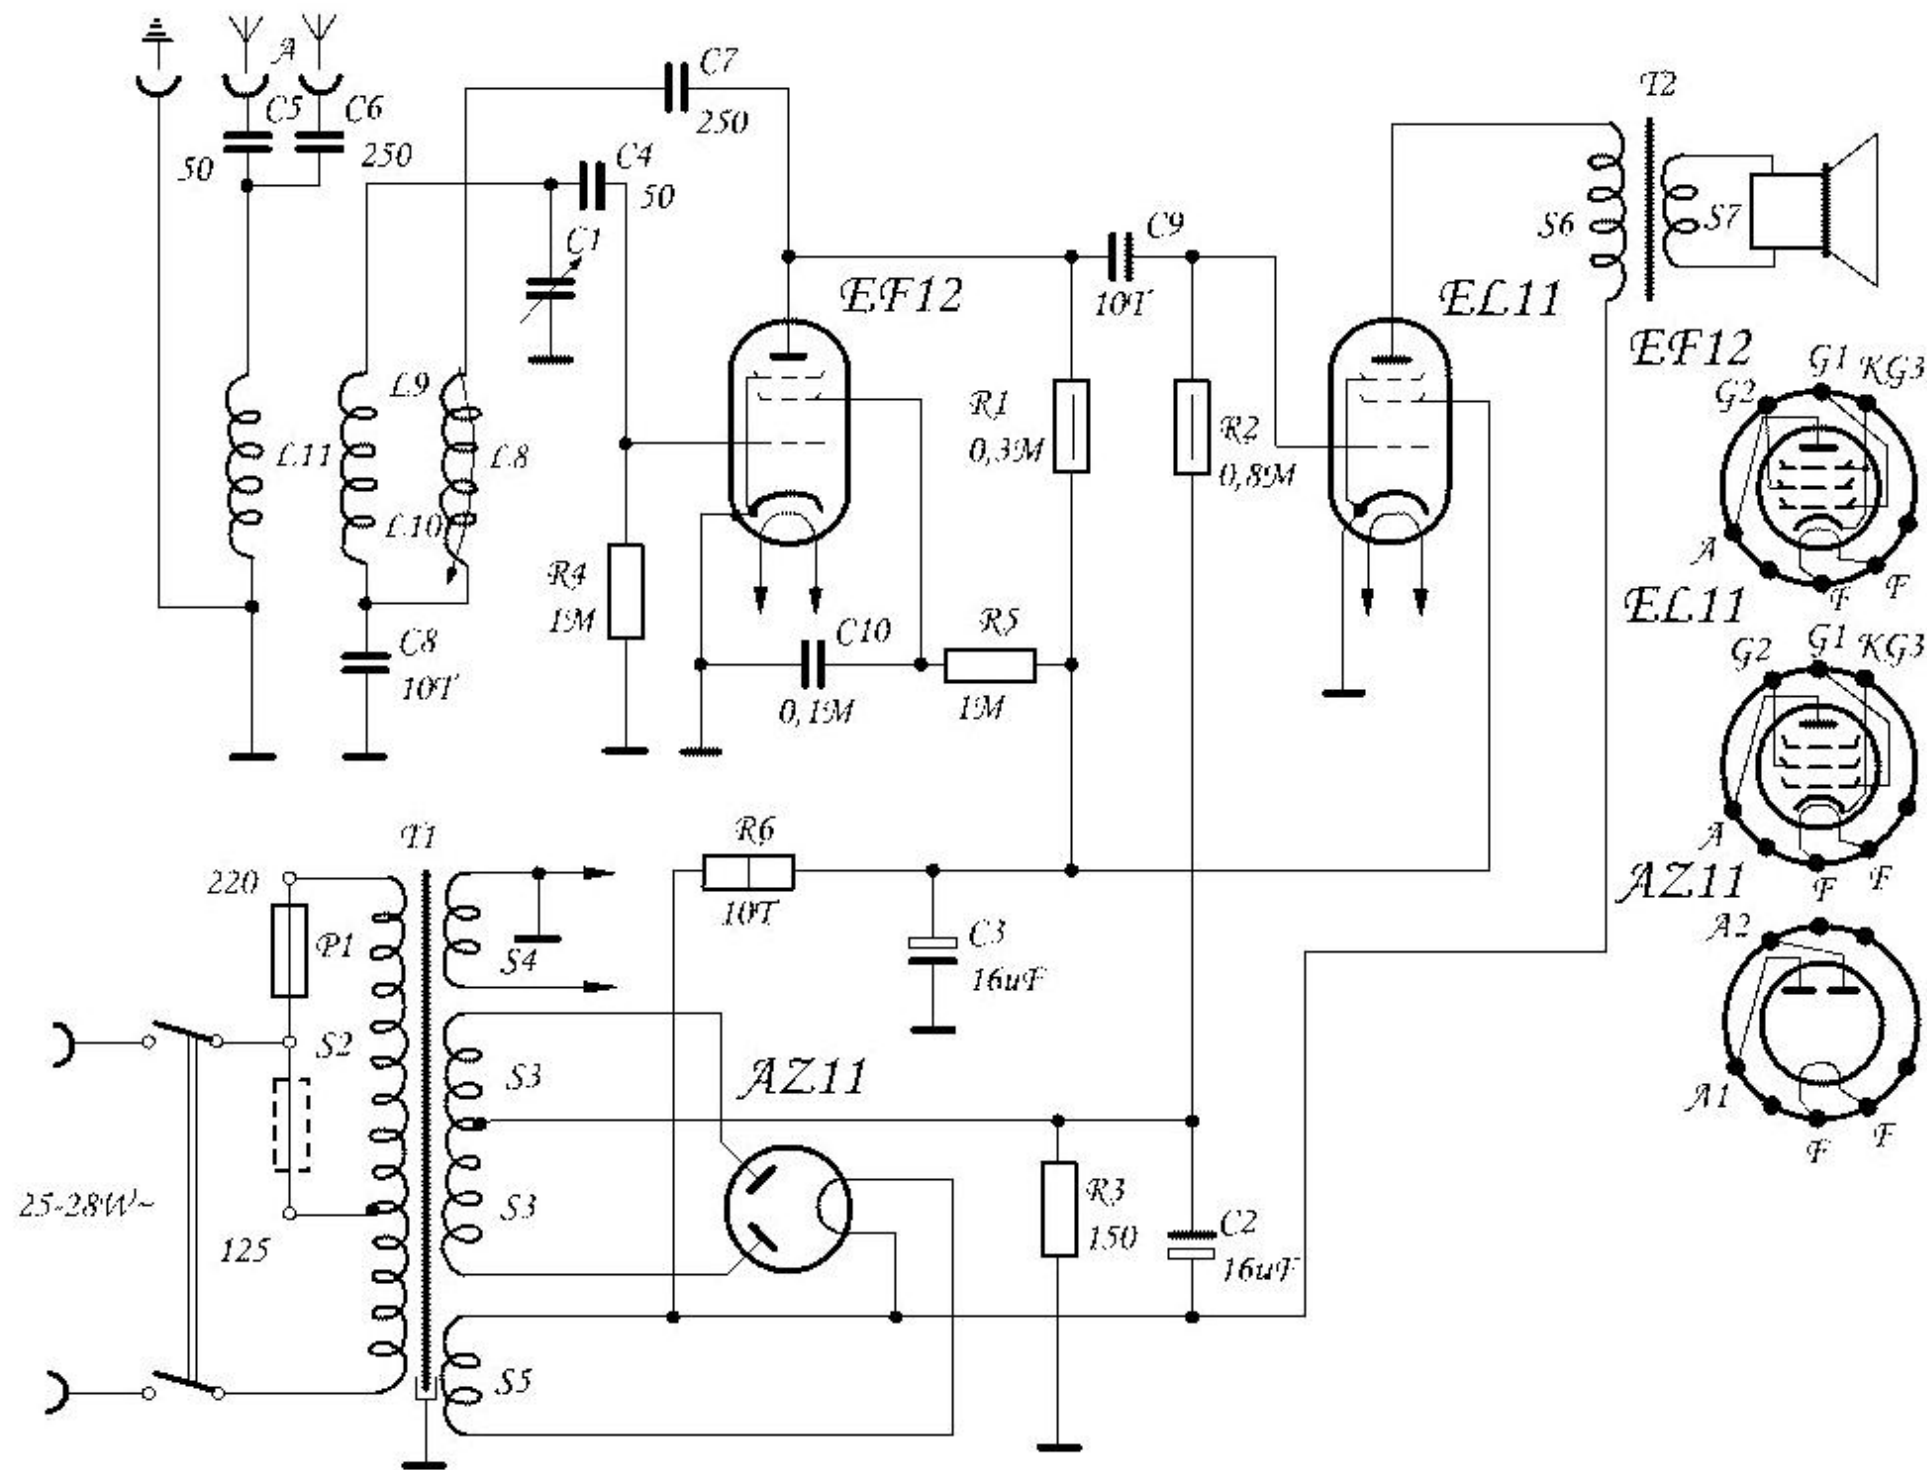 A
C5
50
C6
250
C7
250
C4
50
C1
L9
L11
L10
L8
C8
10T
R4
1M
EF12
C10
0,1M
R5
1M
R1
0,3M
C9
10T
R2
0,8M
EL11
T2
S6
S7
EF12
G2
G1
KG3
A
F
F
EL11
G2
G1
KG3
A
F
F
AZ11
A2
A1
F
F
T1
220
P1
S2
125
25-28W~
S4
S3
S3
S5
AZ11
R6
10T
C3
16uF
R3
150
C2
16uF